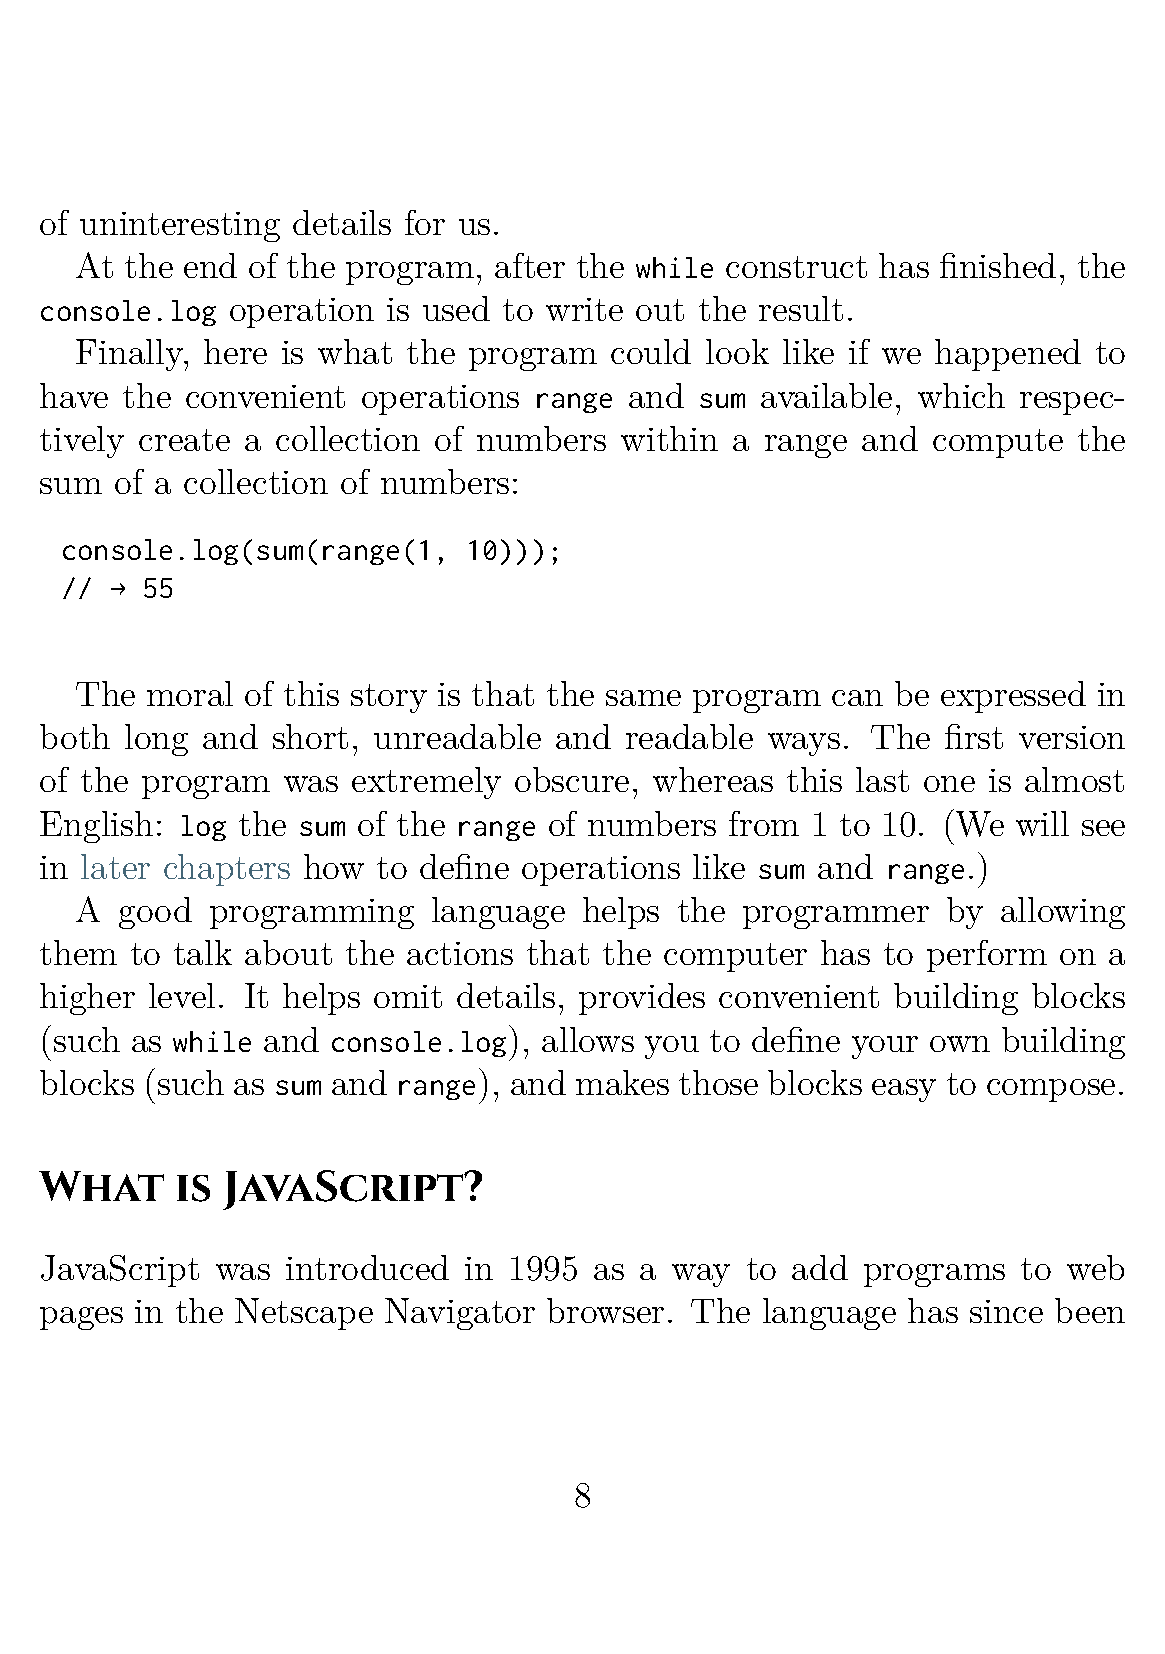 of uninteresting details for us.
At the end of the program, after the while construct has finished, the
console.log operation is used to write out the result.
Finally, here is what the program could look like if we happened to
have the convenient operations range and sum available, which respec-
tively create a collection of numbers within a range and compute the
sum of a collection of numbers:
console.log(sum(range(1, 10)));
// → 55
The moral of this story is that the same program can be expressed in
both long and short, unreadable and readable ways. The first version
of the program was extremely obscure, whereas this last one is almost
English: log the sum of the range of numbers from 1 to 10. (We will see
in later chapters how to define operations like sum and range.)
A good programming language helps the programmer by allowing
them to talk about the actions that the computer has to perform on a
higher level. It helps omit details, provides convenient building blocks
(such as while and console.log), allows you to define your own building
blocks (such as sum and range), and makes those blocks easy to compose.
What is JavaScript?
JavaScript was introduced in 1995 as a way to add programs to web
pages in the Netscape Navigator browser. The language has since been
8